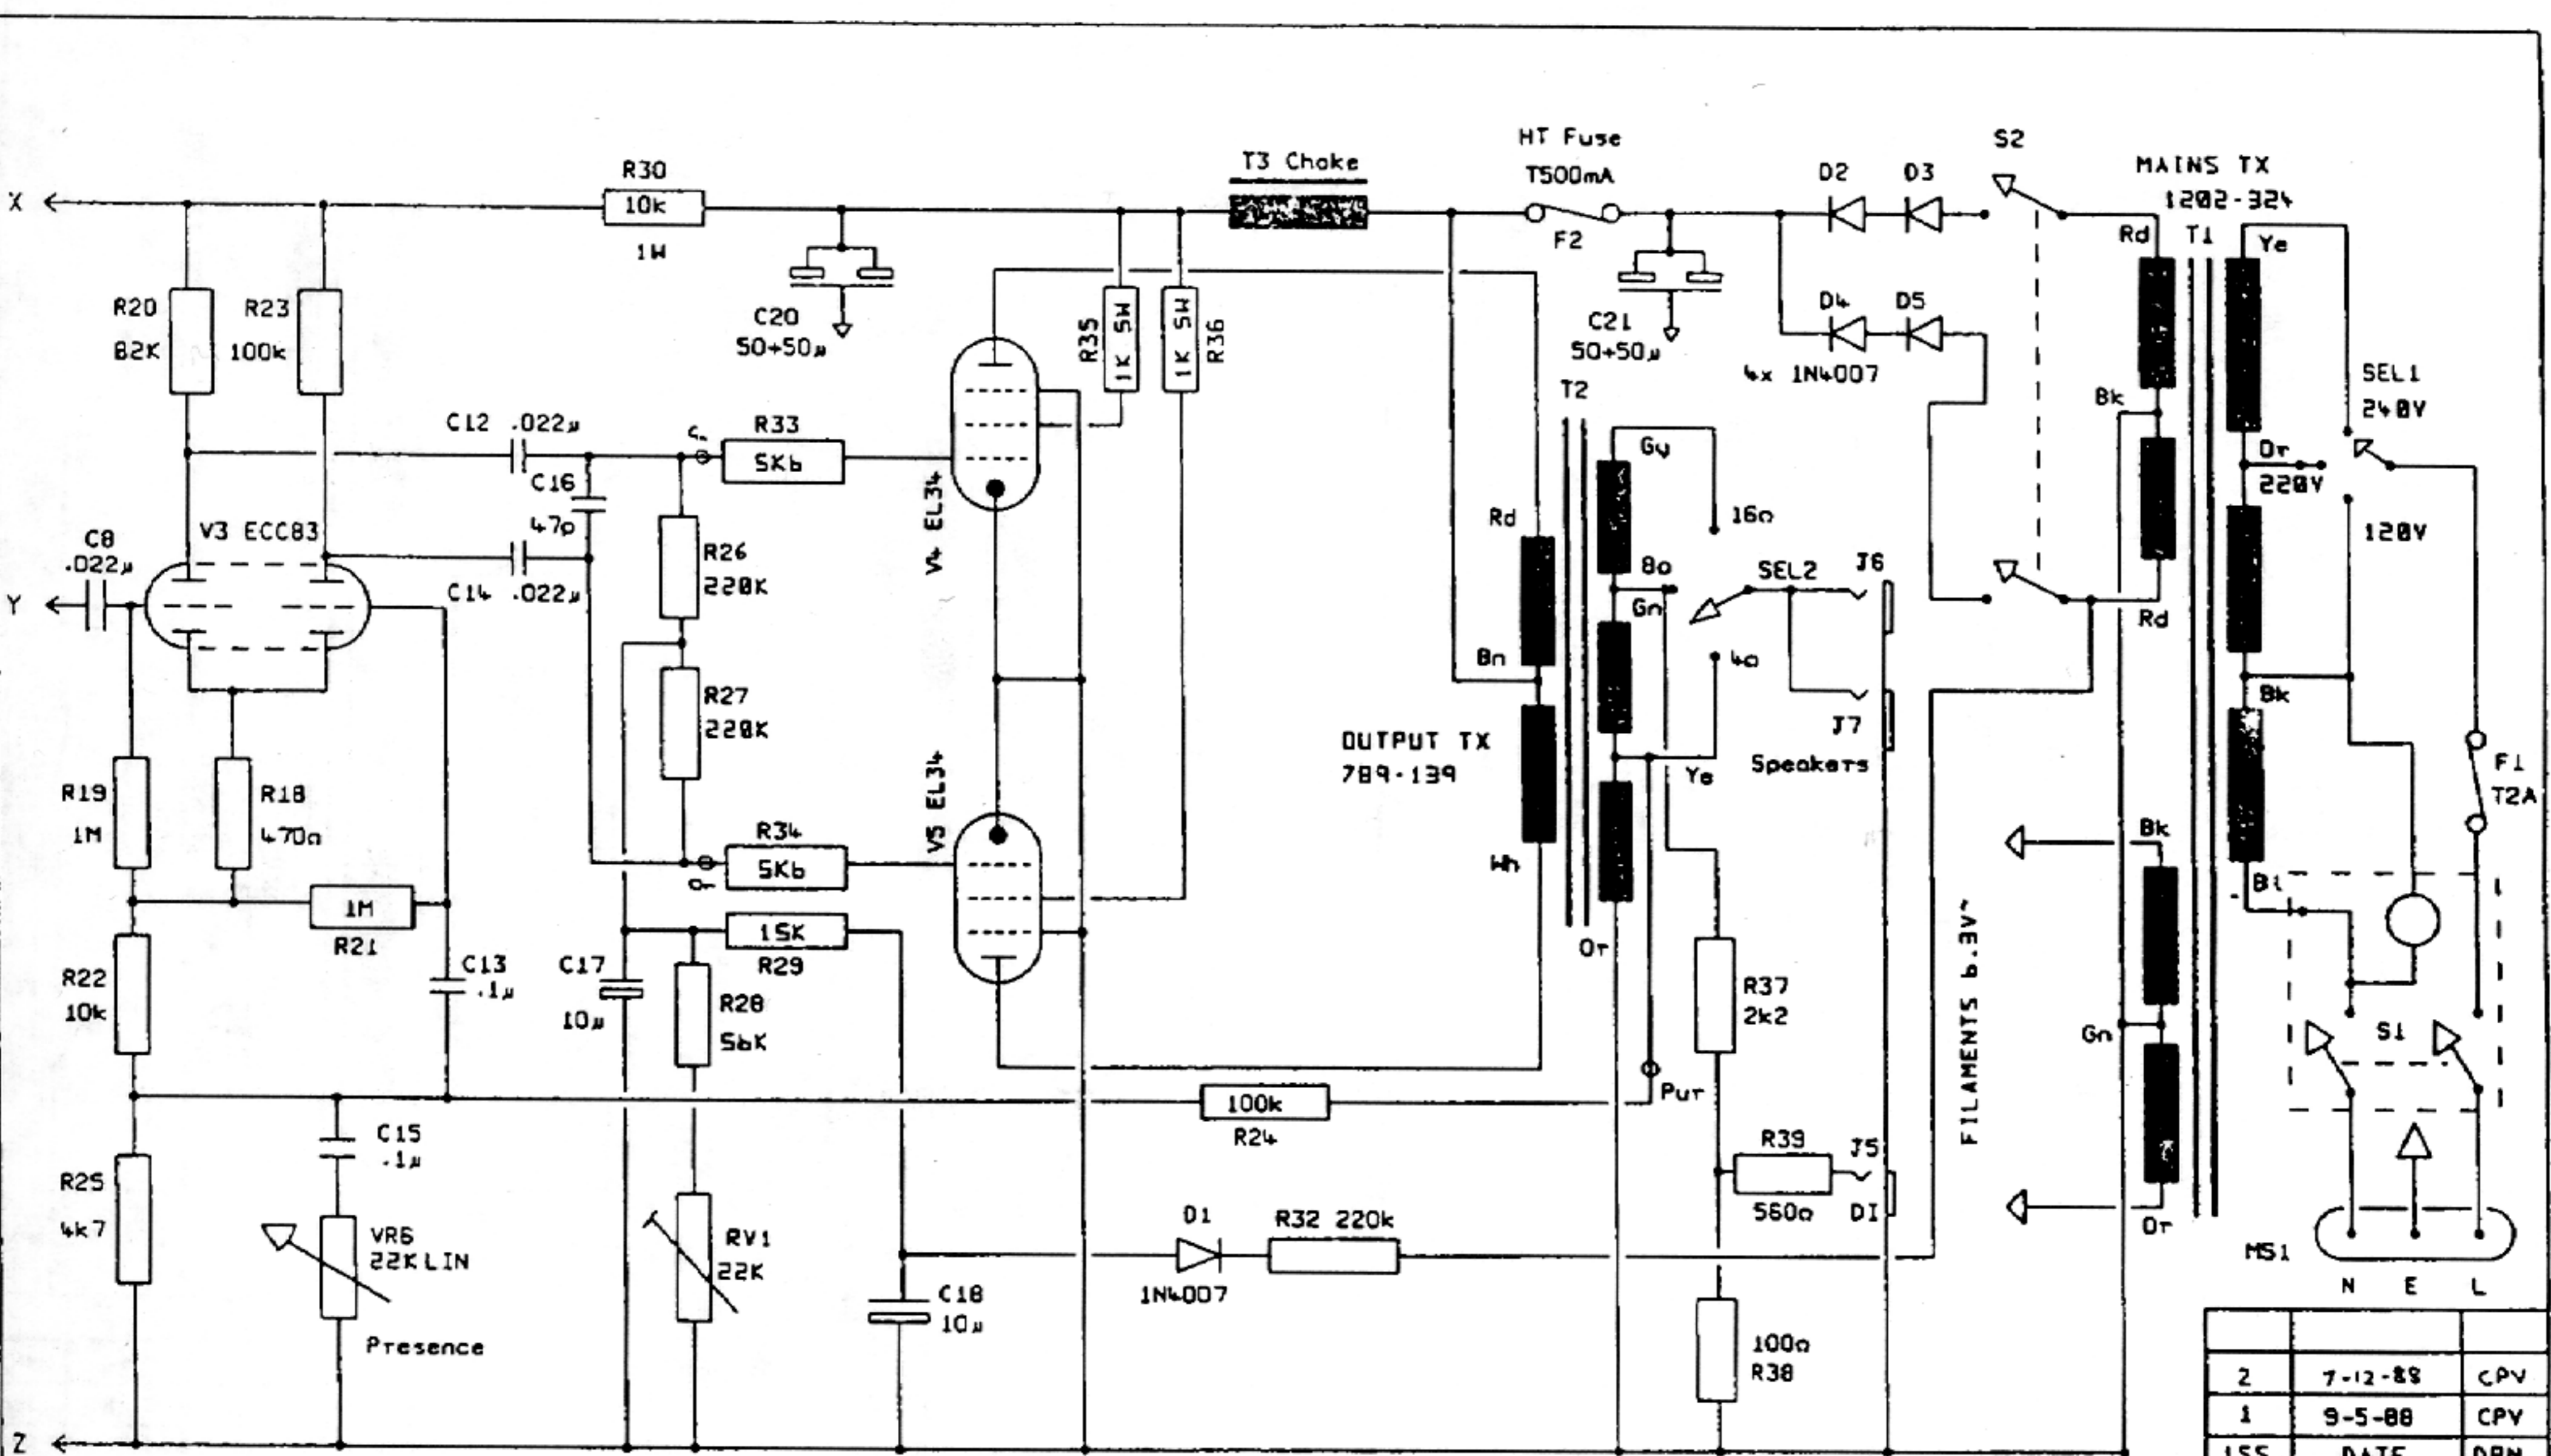 HT Fuse
T500mA
F2
S2
MAINS TX
1202-324
T3 Choke
R30
10k
1W
X
D2
D3
Rd
T1
Ye
R20
82K
R23
100k
C20
50+50µ
R35
1K 5W
1K 5W
R36
C21
50+50µ
D4
D5
4x 1N4007
T2
Bk
SEL1
240V
Or
220V
120V
C12 .022µ
R33
5K6
V4 EL34
C16
47p
C14 .022µ
V3 ECC83
C8
.022µ
Y
R26
220K
R27
220K
Gy
16Ω
Rd
Gn
SEL2
J6
4Ω
Bn
J7
Speakers
Ye
Rd
Bk
OUTPUT TX
789-139
R19
1M
R18
470Ω
1M
R21
R34
5K6
Or
V5 EL34
Wh
Or
F1
T2A
Bk
R22
10k
C13
.1µ
C17
10µ
15K
R29
R28
56K
R37
2k2
FILAMENTS 6.3V~
Gn
S1
Pur
100k
R24
C15
.1µ
R25
4k7
VR6
22K LIN
Presence
RV1
22K
C18
10µ
D1
1N4007
R32 220k
R39
560Ω
J5
DI
Or
MS1
N E L
100Ω
R38
Z
2 7-12-88 CPV
1 9-5-88 CPV
ISS DATE DRN